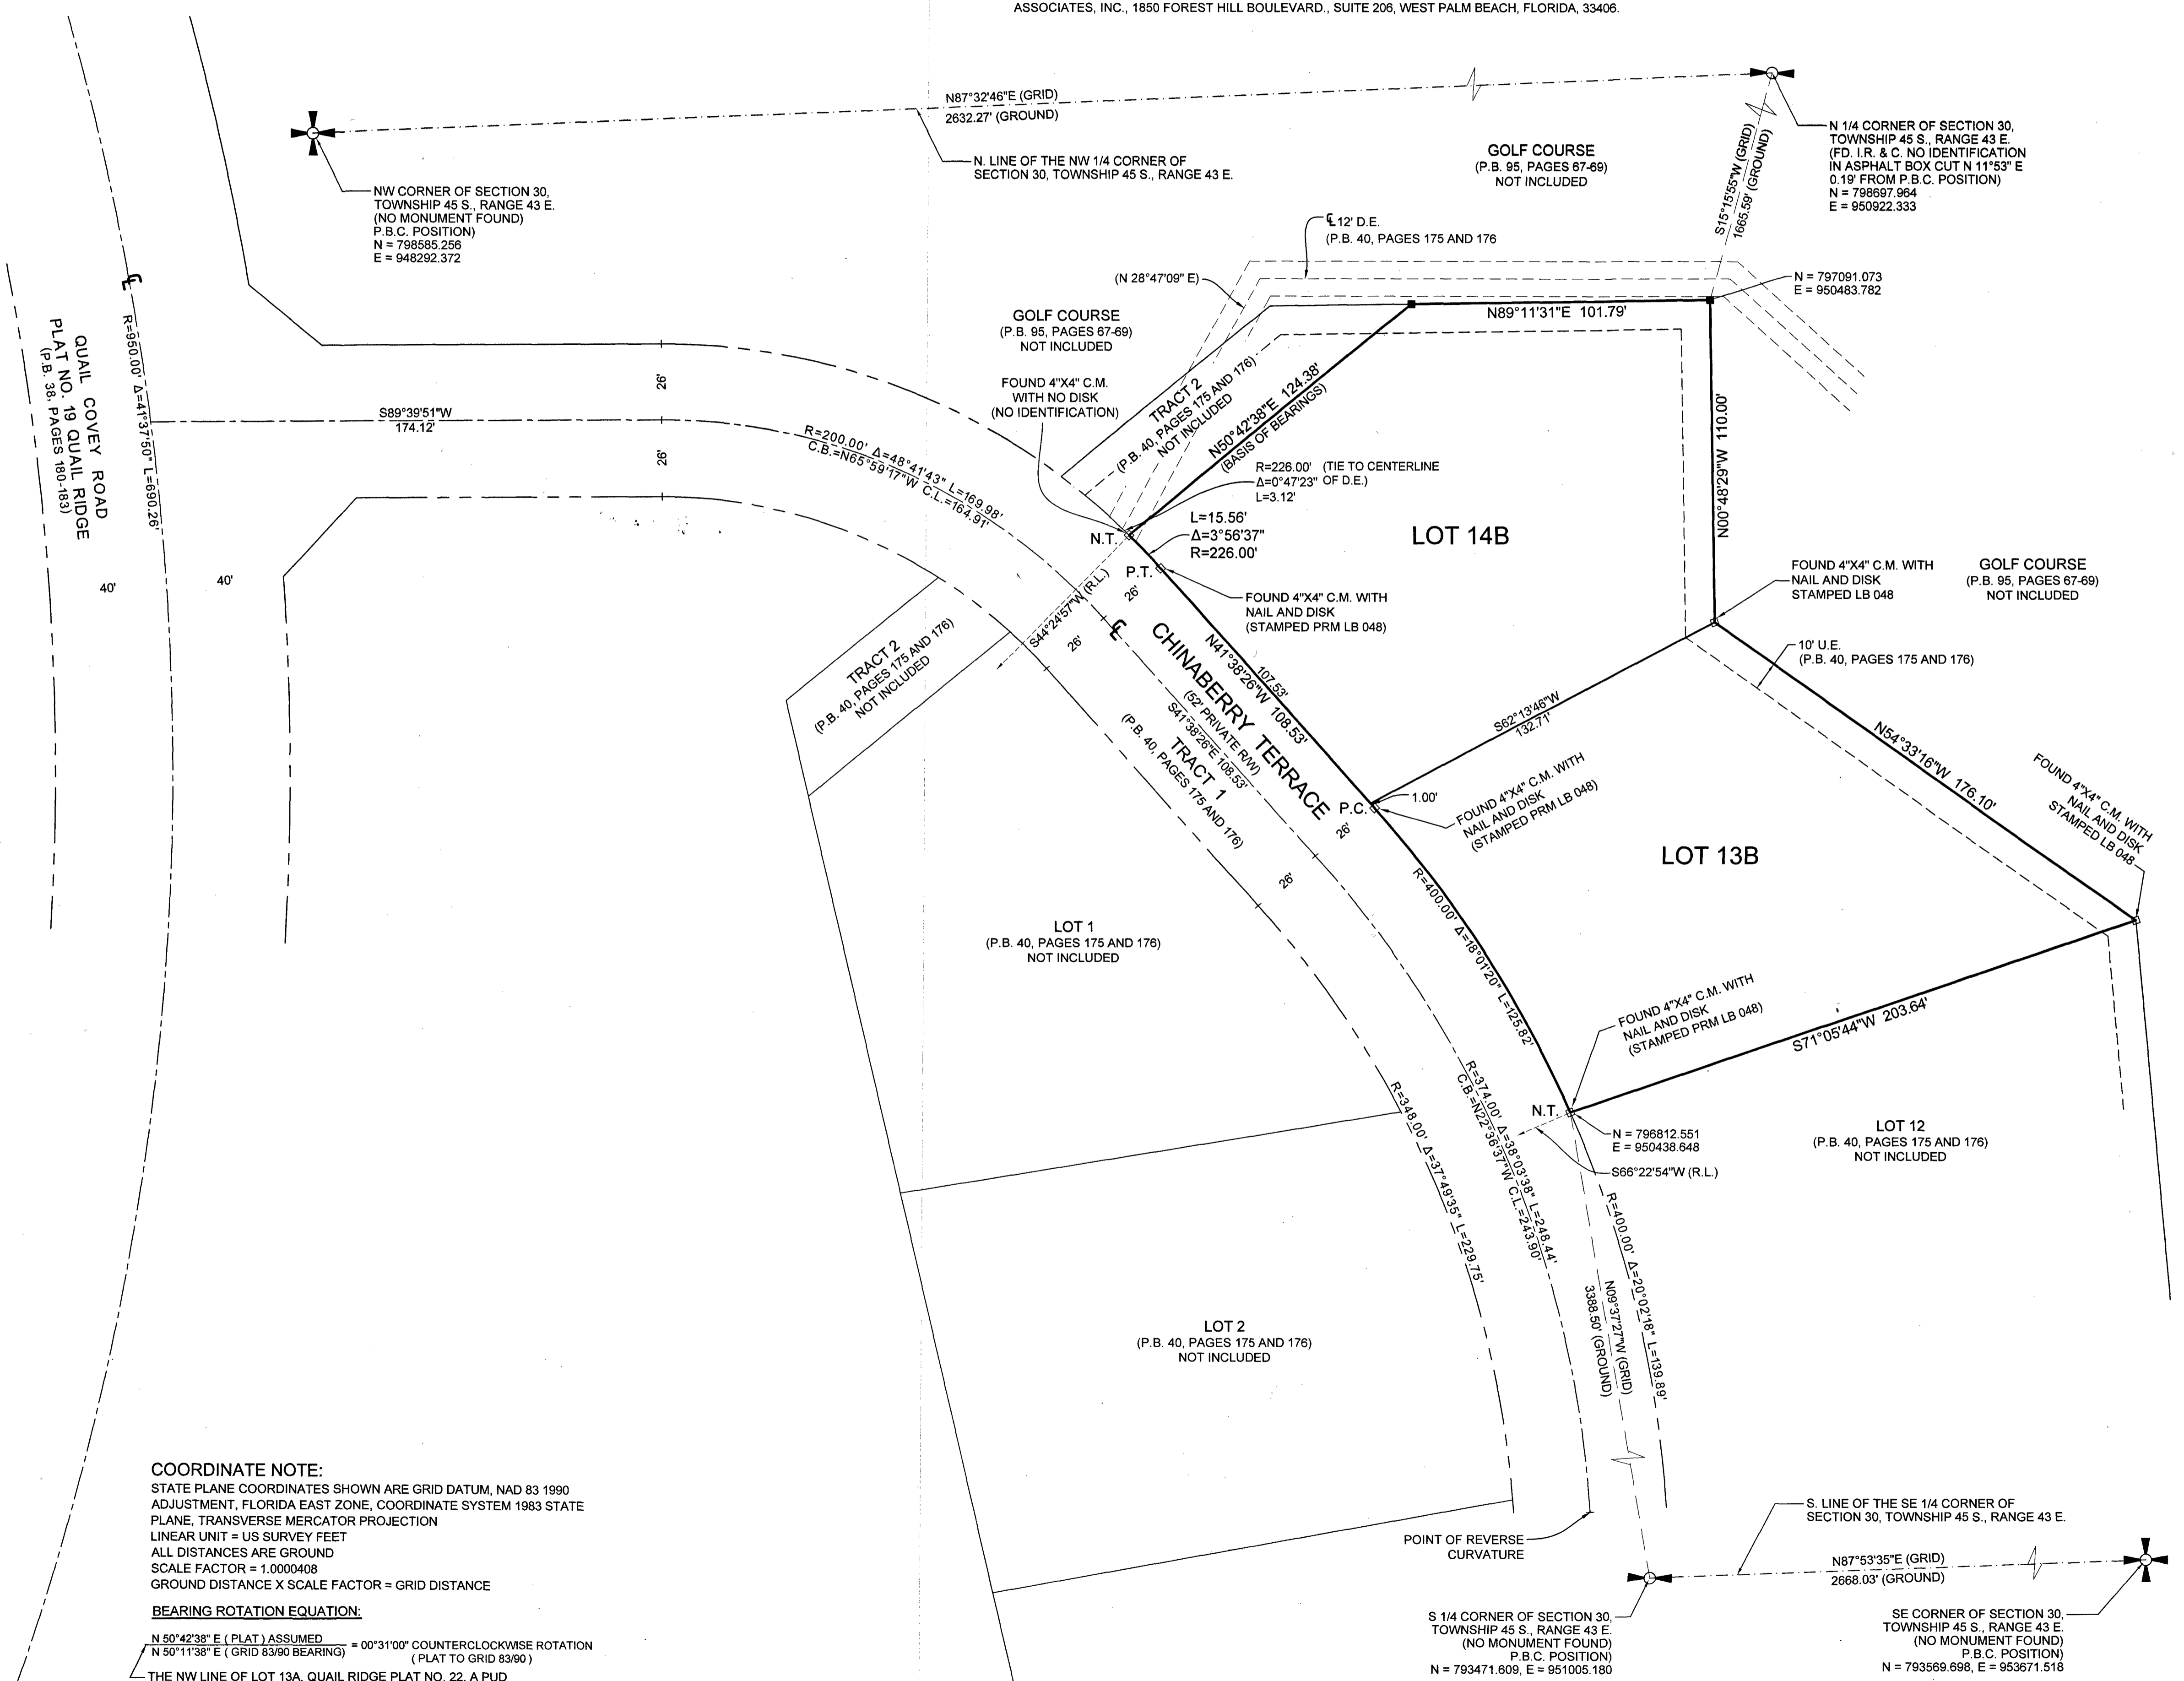 ASSOCIATES, INC., 1850 FOREST HILL BOULEVARD., SUITE 206, WEST PALM BEACH, FLORIDA, 33406.
N87°32'46"E (GRID)
2632.27' (GROUND)
N. LINE OF THE NW 1/4 CORNER OF
SECTION 30, TOWNSHIP 45 S., RANGE 43 E.
NW CORNER OF SECTION 30,
TOWNSHIP 45 S., RANGE 43 E.
(NO MONUMENT FOUND)
P.B.C. POSITION)
N = 798585.256
E = 948292.372
GOLF COURSE
(P.B. 95, PAGES 67-69)
NOT INCLUDED
S15°15'55"W (GRID)
1665.59' (GROUND)
N 1/4 CORNER OF SECTION 30,
TOWNSHIP 45 S., RANGE 43 E.
(FD. I.R. & C. NO IDENTIFICATION
IN ASPHALT BOX CUT N 11°53" E
0.19' FROM P.B.C. POSITION)
N = 798697.964
E = 950922.333
℄ 12' D.E.
(P.B. 40, PAGES 175 AND 176
(N 28°47'09" E)
N = 797091.073
E = 950483.782
N89°11'31"E 101.79'
GOLF COURSE
(P.B. 95, PAGES 67-69)
NOT INCLUDED
FOUND 4"X4" C.M.
WITH NO DISK
(NO IDENTIFICATION)
TRACT 2
(P.B. 40, PAGES 175 AND 176)
NOT INCLUDED
N50°42'38"E 124.38'
(BASIS OF BEARINGS)
R=226.00' (TIE TO CENTERLINE
Δ=0°47'23" OF D.E.)
L=3.12'
L=15.56'
Δ=3°56'37"
R=226.00'
N.T.
P.T.
FOUND 4"X4" C.M. WITH
NAIL AND DISK
(STAMPED PRM LB 048)
LOT 14B
N00°48'29"W 110.00'
FOUND 4"X4" C.M. WITH
NAIL AND DISK
STAMPED LB 048
GOLF COURSE
(P.B. 95, PAGES 67-69)
NOT INCLUDED
10' U.E.
(P.B. 40, PAGES 175 AND 176)
℄
R=950.00' Δ=41°37'50" L=690.26'
QUAIL COVEY ROAD
PLAT NO. 19 QUAIL RIDGE
(P.B. 38, PAGES 180-183)
40'
40'
S89°39'51"W
174.12'
26'
26'
R=200.00' Δ=48°41'43" L=169.98'
C.B.=N65°59'17"W C.L.=164.91'
S44°24'57"W (R.L.)
26'
26'
℄
CHINABERRY TERRACE
(52' PRIVATE R/W)
S41°38'26"E 108.53'
TRACT 1
(P.B. 40, PAGES 175 AND 176)
107.53'
N41°38'26"W 108.53'
TRACT 2
(P.B. 40, PAGES 175 AND 176)
NOT INCLUDED
S62°13'46"W
132.71'
P.C.
1.00'
26'
26'
FOUND 4"X4" C.M. WITH
NAIL AND DISK
(STAMPED PRM LB 048)
N54°33'16"W 176.10'
FOUND 4"X4" C.M. WITH
NAIL AND DISK
STAMPED LB 048
LOT 13B
R=400.00' Δ=18°01'20" L=125.82'
LOT 1
(P.B. 40, PAGES 175 AND 176)
NOT INCLUDED
FOUND 4"X4" C.M. WITH
NAIL AND DISK
(STAMPED PRM LB 048)
S71°05'44"W 203.64'
N.T.
N = 796812.551
E = 950438.648
S66°22'54"W (R.L.)
LOT 12
(P.B. 40, PAGES 175 AND 176)
NOT INCLUDED
R=348.00' Δ=37°49'35" L=229.75'
R=374.00' Δ=38°03'38" L=248.44'
C.B.=N22°36'37"W C.L.=243.90'
R=400.00' Δ=20°02'18" L=139.89'
N09°37'27"W (GRID)
3388.50' (GROUND)
LOT 2
(P.B. 40, PAGES 175 AND 176)
NOT INCLUDED
POINT OF REVERSE
CURVATURE
S. LINE OF THE SE 1/4 CORNER OF
SECTION 30, TOWNSHIP 45 S., RANGE 43 E.
N87°53'35"E (GRID)
2668.03' (GROUND)
S 1/4 CORNER OF SECTION 30,
TOWNSHIP 45 S., RANGE 43 E.
(NO MONUMENT FOUND)
P.B.C. POSITION)
N = 793471.609, E = 951005.180
SE CORNER OF SECTION 30,
TOWNSHIP 45 S., RANGE 43 E.
(NO MONUMENT FOUND)
P.B.C. POSITION)
N = 793569.698, E = 953671.518
COORDINATE NOTE:
STATE PLANE COORDINATES SHOWN ARE GRID DATUM, NAD 83 1990
ADJUSTMENT, FLORIDA EAST ZONE, COORDINATE SYSTEM 1983 STATE
PLANE, TRANSVERSE MERCATOR PROJECTION
LINEAR UNIT = US SURVEY FEET
ALL DISTANCES ARE GROUND
SCALE FACTOR = 1.0000408
GROUND DISTANCE X SCALE FACTOR = GRID DISTANCE
BEARING ROTATION EQUATION:
N 50°42'38" E ( PLAT ) ASSUMED
N 50°11'38" E ( GRID 83/90 BEARING)
= 00°31'00" COUNTERCLOCKWISE ROTATION
( PLAT TO GRID 83/90 )
THE NW LINE OF LOT 13A, QUAIL RIDGE PLAT NO. 22, A PUD